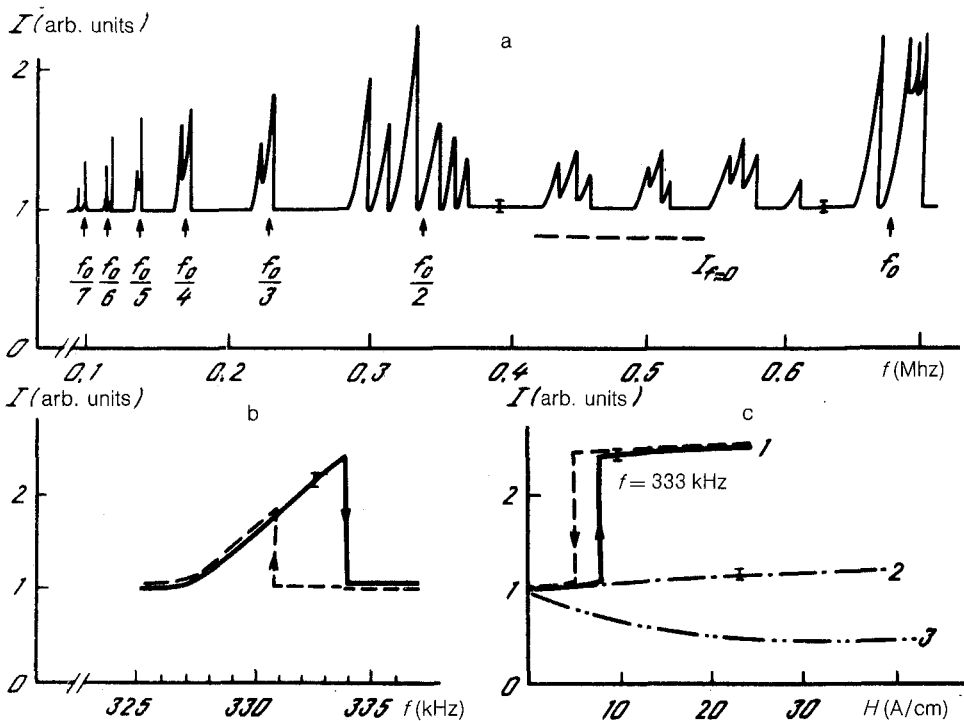 I (arb. units)
a
2
1
0
f₀/7 f₀/6 f₀/5 f₀/4 f₀/3 f₀/2 I_{f=0} f₀
0.1 0.2 0.3 0.4 0.5 0.6 f (Mhz)
I (arb. units)
b
2
1
0
325 330 335 f (kHz)
I (arb. units)
c
1
f = 333 kHz
2
1
2
3
0
10 20 30 H (A/cm)